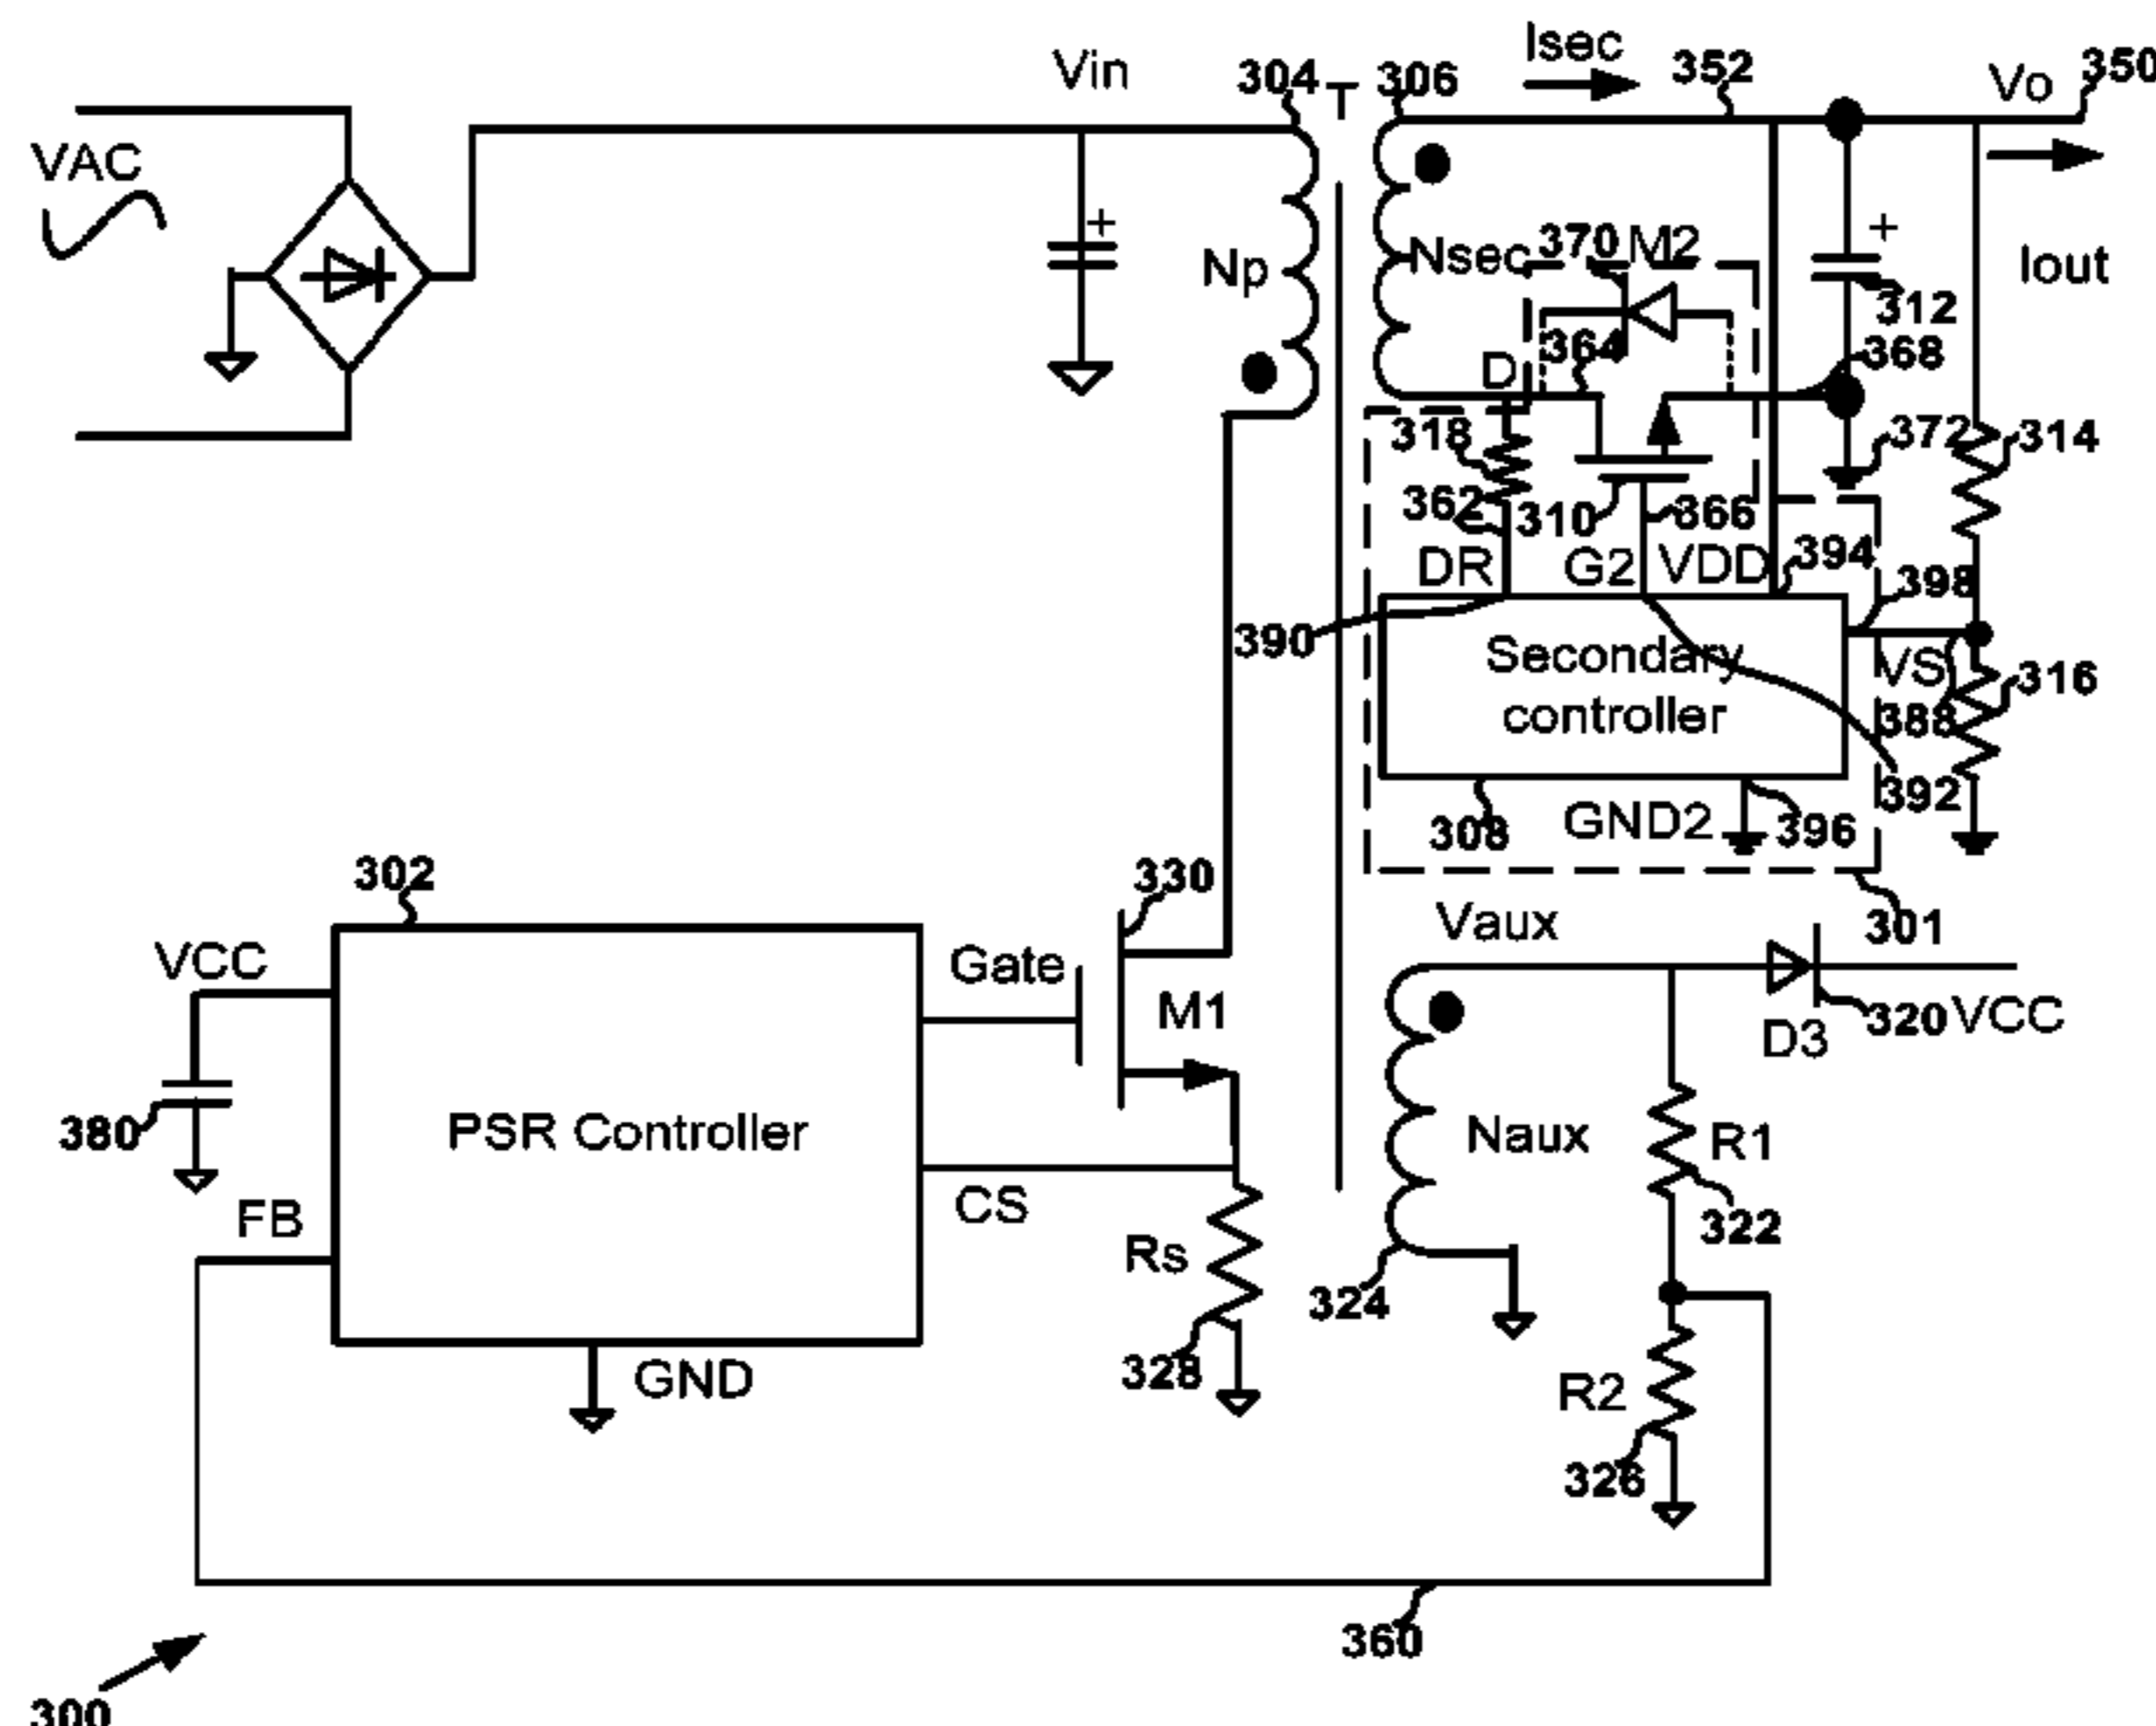 Isec
Vin
304
T
306
352
Vo
350
VAC
Np
Nsec
370
M2
+
+
Iout
312
364
368
D
318
372
314
362
310
366
DR
G2
VDD
394
398
390
Secondary
controller
VS
316
388
392
308
GND2
396
302
330
Vaux
301
VCC
Gate
M1
320
VCC
D3
380
PSR Controller
Naux
R1
FB
CS
322
Rs
324
328
GND
R2
326
360
300